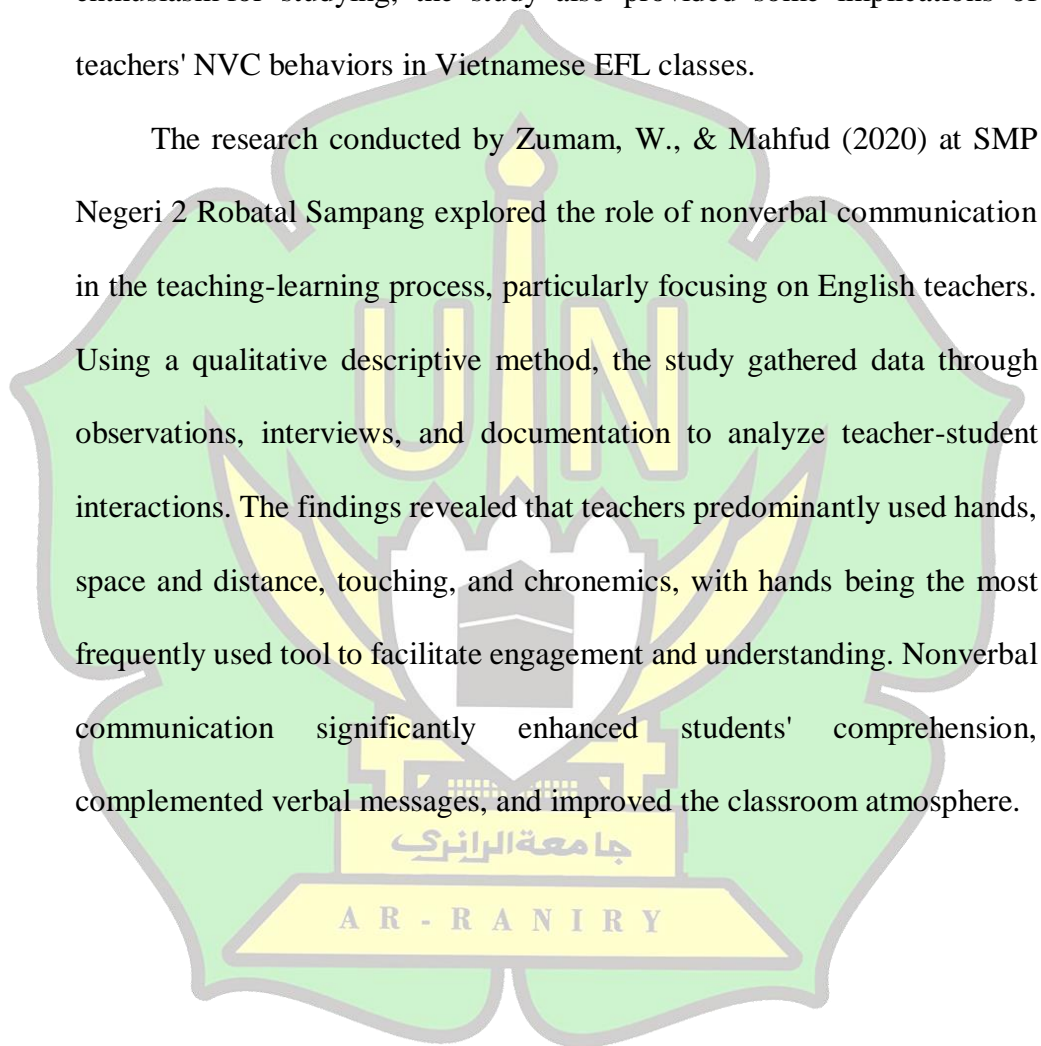 enthusiasm for studying, the study also provided some implications of
teachers' NVC behaviors in Vietnamese EFL classes.
The research conducted by Zumam, W., & Mahfud (2020) at SMP
Negeri 2 Robatal Sampang explored the role of nonverbal communication
in the teaching-learning process, particularly focusing on English teachers.
Using a qualitative descriptive method, the study gathered data through
observations, interviews, and documentation to analyze teacher-student
interactions. The findings revealed that teachers predominantly used hands,
space and distance, touching, and chronemics, with hands being the most
frequently used tool to facilitate engagement and understanding. Nonverbal
communication significantly enhanced students' comprehension,
complemented verbal messages, and improved the classroom atmosphere.
UIN
جامعةالرانري
AR-RANIRY